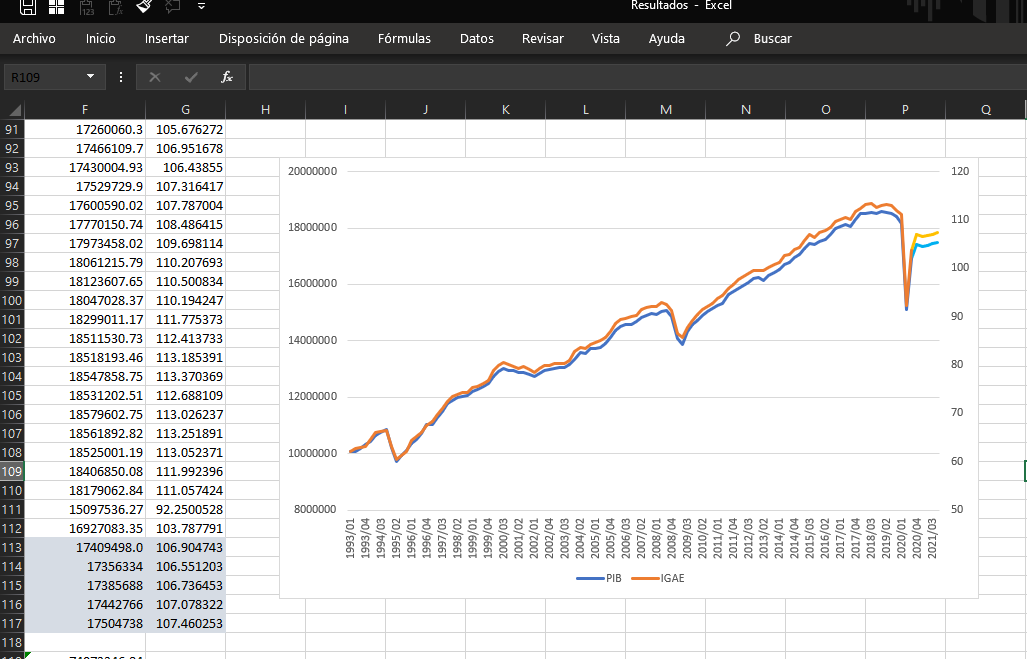 Resultados - Excel
123
Archivo Inicio Insertar Disposición de página Fórmulas Datos Revisar Vista Ayuda Buscar
R109 fx
F G H I J K L M N O P Q
91 17260060.3 105.676272
92 17466109.7 106.951678
93 17430004.93 106.43855
94 17529729.9 107.316417
95 17600590.02 107.787004
96 17770150.74 108.486415
97 17973458.02 109.698114
98 18061215.79 110.207693
99 18123607.65 110.500834
100 18047028.37 110.194247
101 18299011.17 111.775373
102 18511530.73 112.413733
103 18518193.46 113.185391
104 18547858.75 113.370369
105 18531202.51 112.688109
106 18579602.75 113.026237
107 18561892.82 113.251891
108 18525001.19 113.052371
109 18406850.08 111.992396
110 18179062.84 111.057424
111 15097536.27 92.2500528
112 16927083.35 103.787791
113 17409498.0 106.904743
114 17356334 106.551203
115 17385688 106.736453
116 17442766 107.078322
117 17504738 107.460253
118
20000000
18000000
16000000
14000000
12000000
10000000
8000000
120
110
100
90
80
70
60
50
1993/01
1993/04
1994/03
1995/02
1996/01
1996/04
1997/03
1998/02
1999/01
1999/04
2000/03
2001/02
2002/01
2002/04
2003/03
2004/02
2005/01
2005/04
2006/03
2007/02
2008/01
2008/04
2009/03
2010/02
2011/01
2011/04
2012/03
2013/02
2014/01
2014/04
2015/03
2016/02
2017/01
2017/04
2018/03
2019/02
2020/01
2020/04
2021/03
PIB IGAE